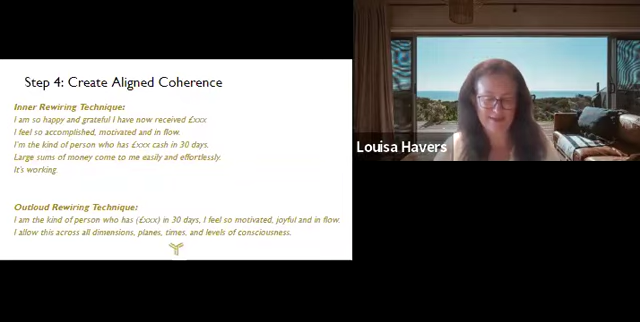 Step 4: Create Aligned Coherence
Inner Rewiring Technique:
I am so happy and grateful I have now received £xxx
I feel so accomplished, motivated and in flow.
I'm the kind of person who has £xxx cash in 30 days.
Large sums of money come to me easily and effortlessly.
It's working.
Outloud Rewiring Technique:
I am the kind of person who has (£xxx) in 30 days, I feel so motivated, joyful and in flow.
I allow this across all dimensions, planes, times, and levels of consciousness.
Louisa Havers